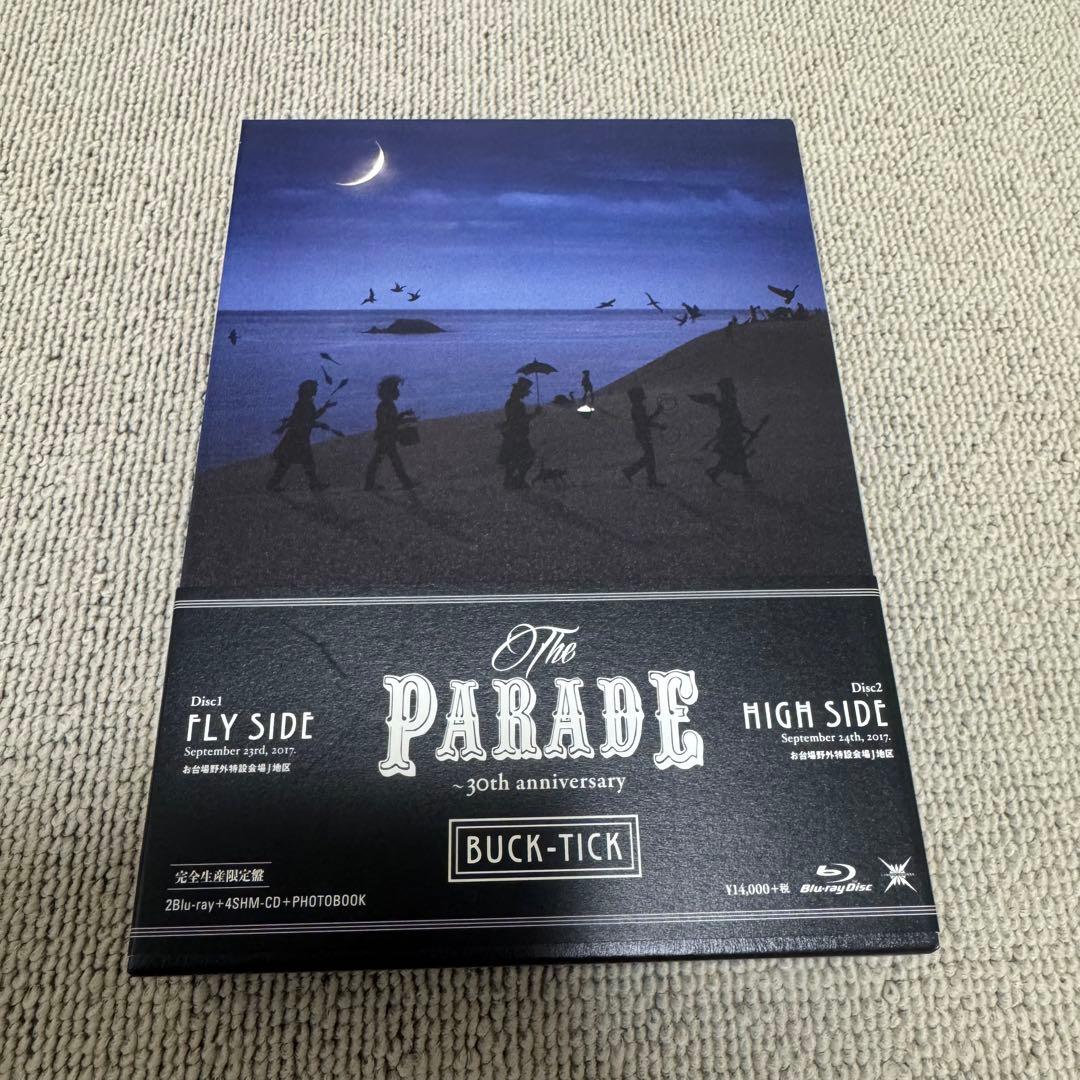 The
PARADE
~30th anniversary
BUCK-TICK
Disc1
FLY SIDE
September 23rd, 2017.
お台場野外特設会場J地区
Disc2
HIGH SIDE
September 24th, 2017.
お台場野外特設会場J地区
完全生産限定盤
2Blu-ray+4SHM-CD+PHOTOBOOK
¥14,000+税
Blu-ray Disc